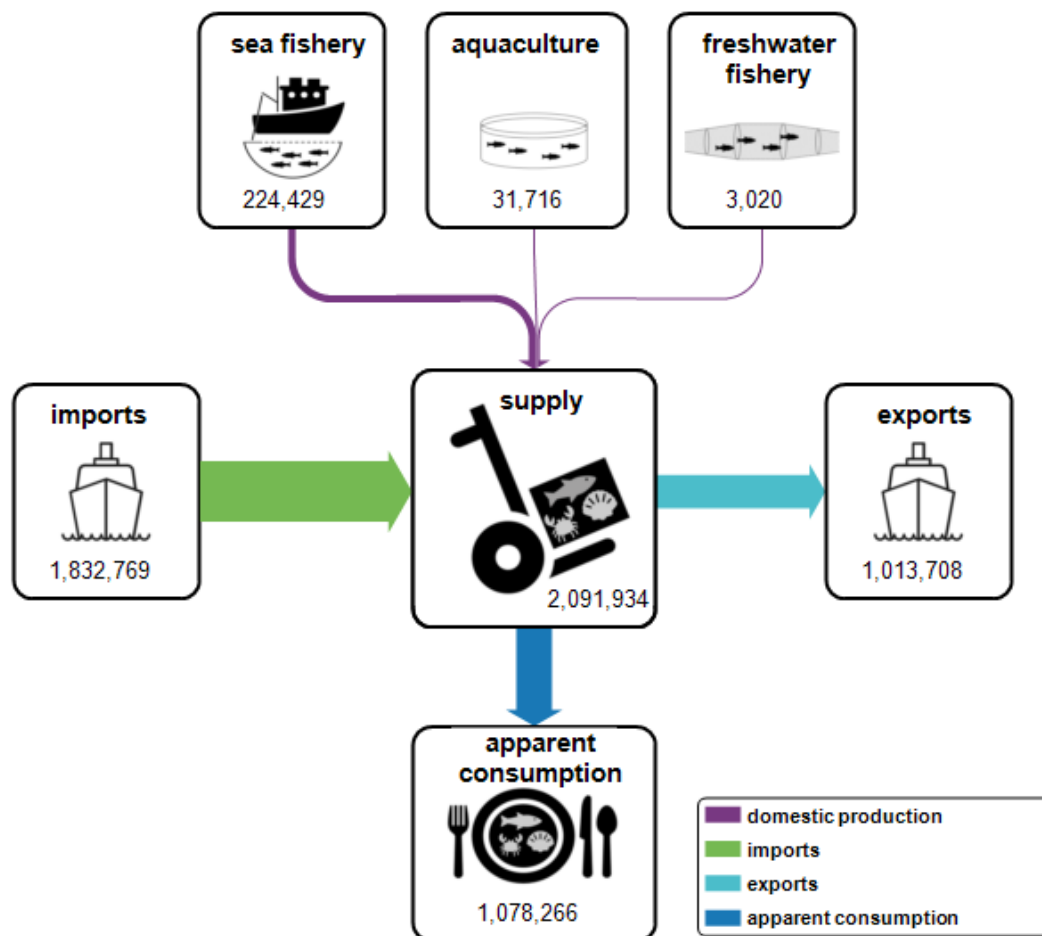 sea fishery
224,429
aquaculture
31,716
freshwater
fishery
3,020
imports
1,832,769
supply
2,091,934
exports
1,013,708
apparent
consumption
1,078,266
domestic production
imports
exports
apparent consumption